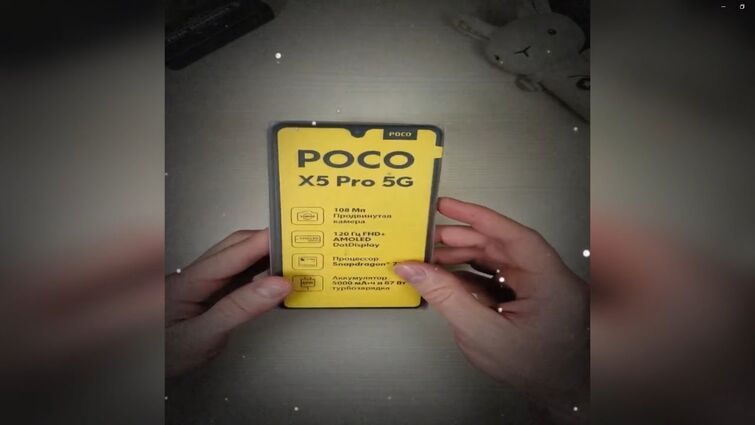 POCO
POCO
X5 Pro 5G
108 Мп
Продвинутая
камера
120 Гц FHD+
AMOLED
DotDisplay
Процессор
Snapdragon® 7
Аккумулятор
5000 мА·ч и 67 Вт
турбозарядка